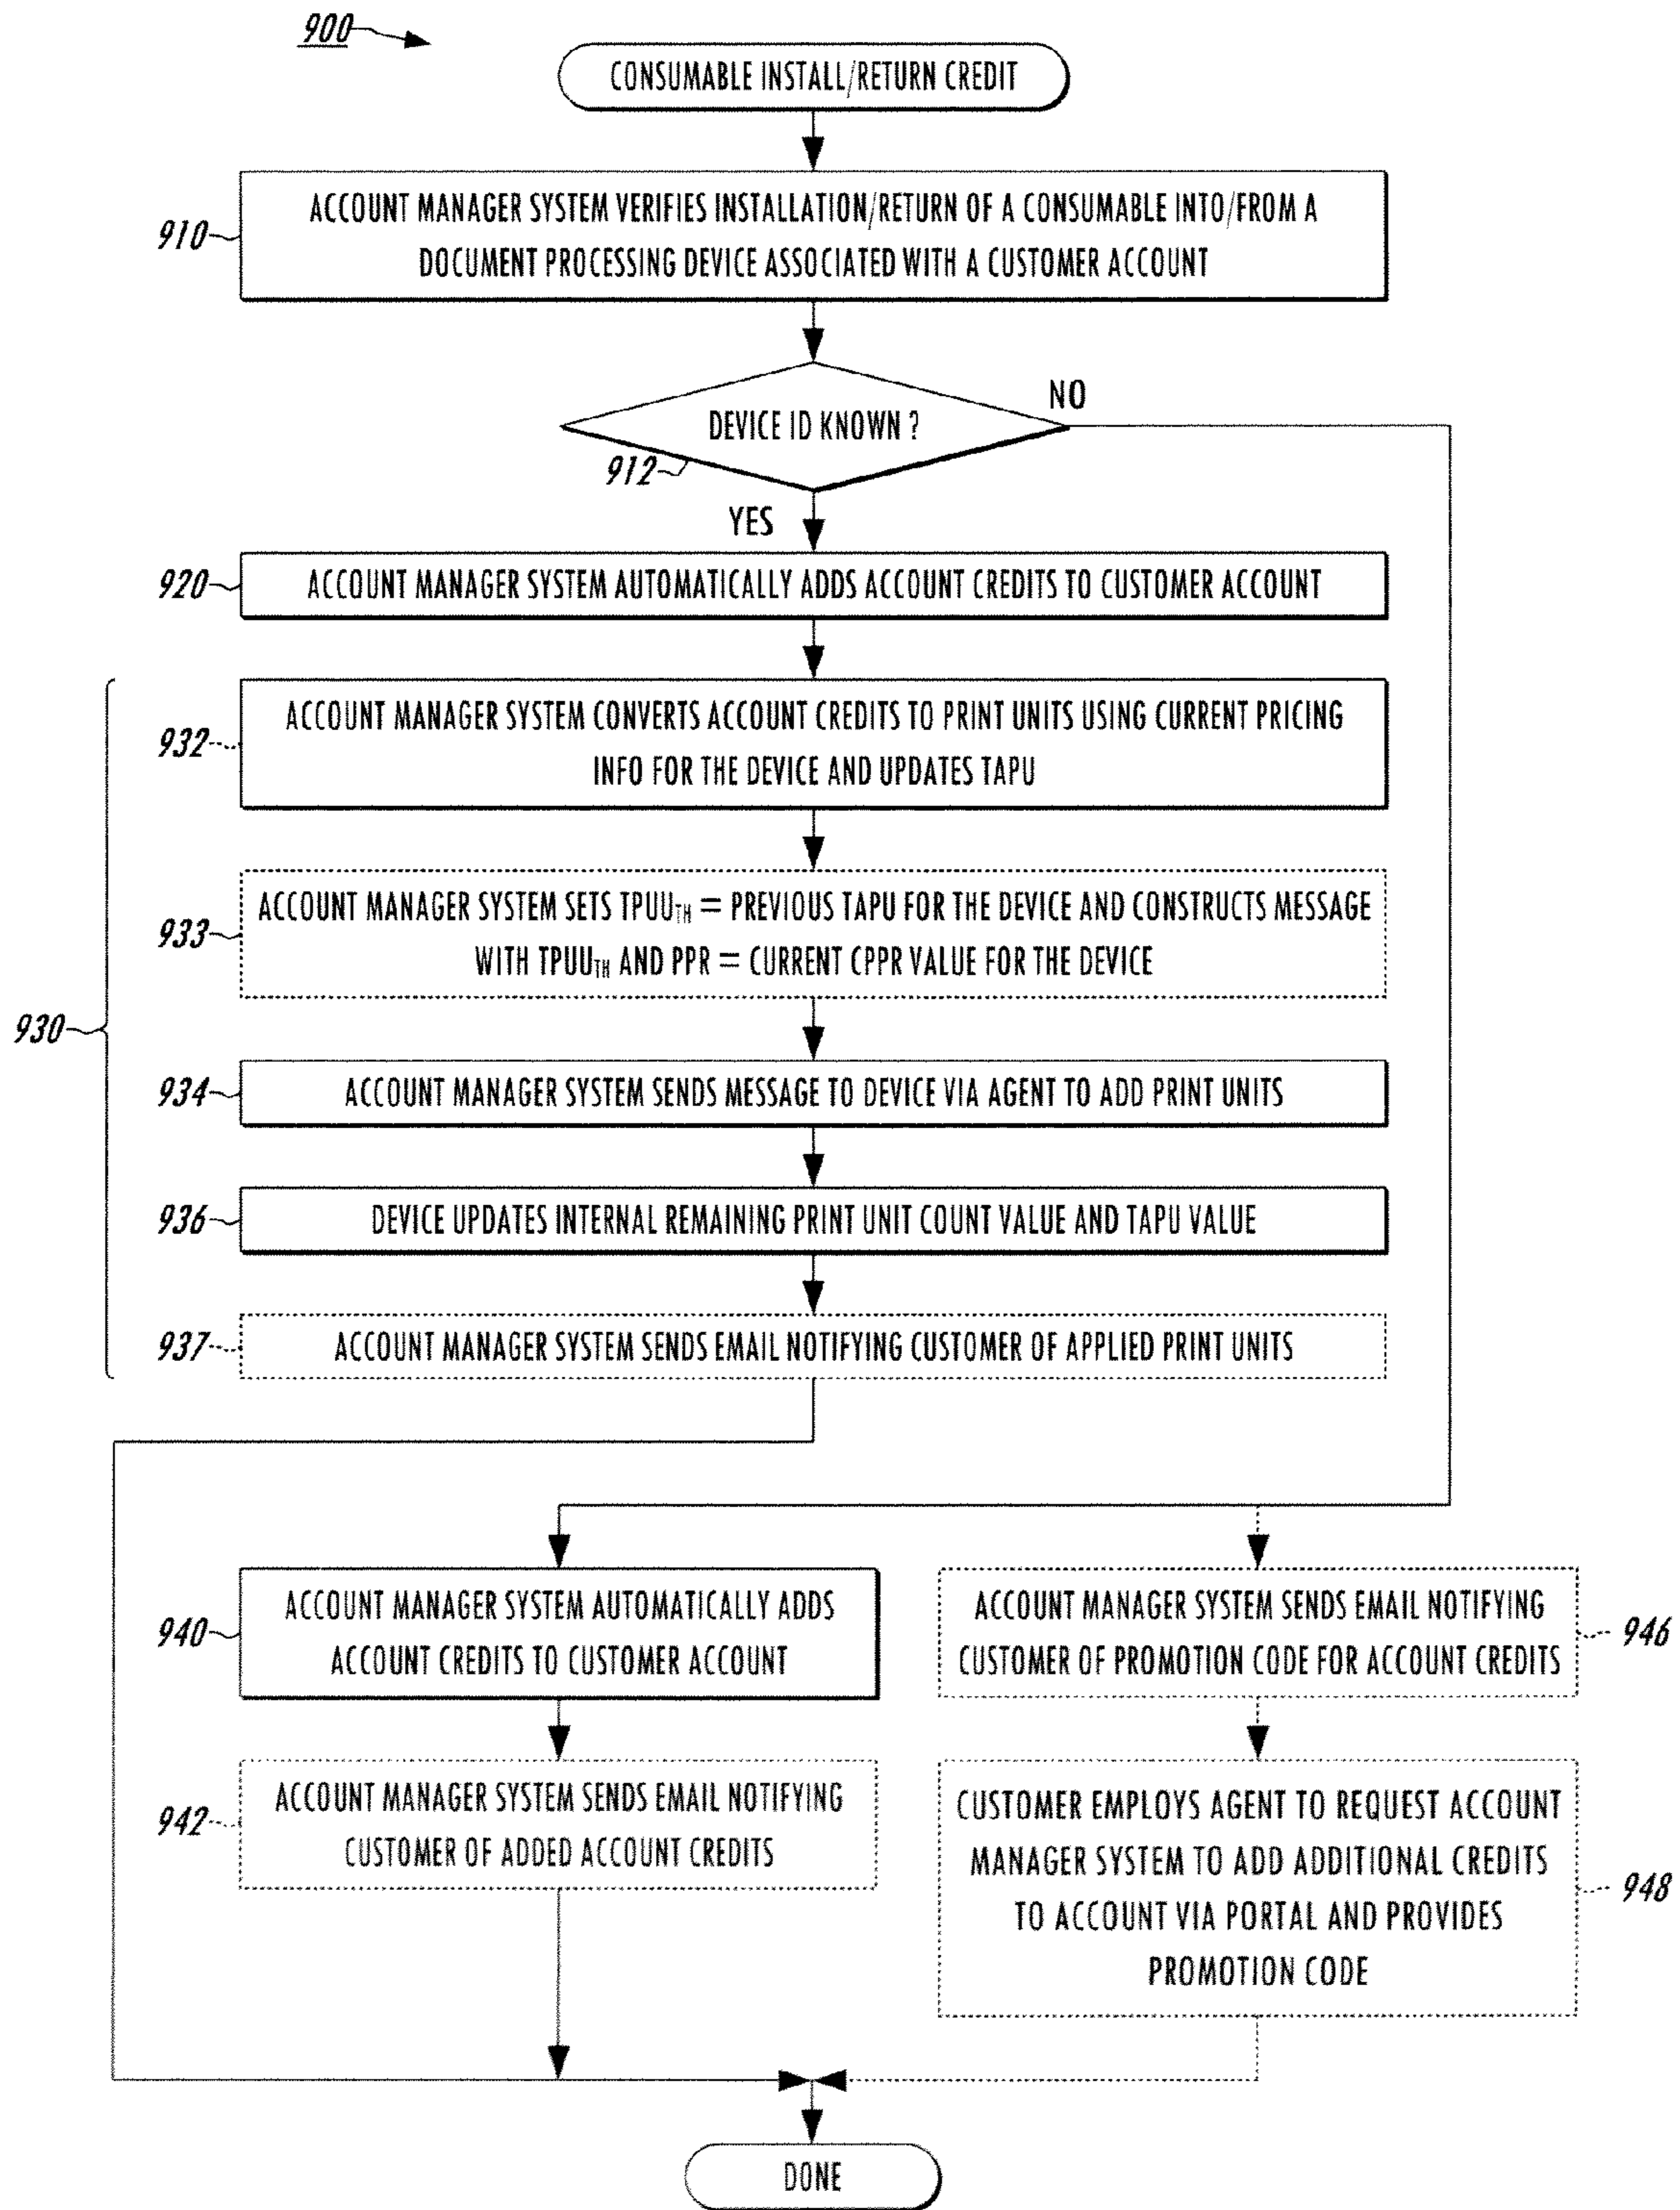 900
CONSUMABLE INSTALL/RETURN CREDIT
910
ACCOUNT MANAGER SYSTEM VERIFIES INSTALLATION/RETURN OF A CONSUMABLE INTO/FROM A
DOCUMENT PROCESSING DEVICE ASSOCIATED WITH A CUSTOMER ACCOUNT
DEVICE ID KNOWN ?
NO
912
YES
920
ACCOUNT MANAGER SYSTEM AUTOMATICALLY ADDS ACCOUNT CREDITS TO CUSTOMER ACCOUNT
930
932
ACCOUNT MANAGER SYSTEM CONVERTS ACCOUNT CREDITS TO PRINT UNITS USING CURRENT PRICING
INFO FOR THE DEVICE AND UPDATES TAPU
933
ACCOUNT MANAGER SYSTEM SETS TPUU_TH = PREVIOUS TAPU FOR THE DEVICE AND CONSTRUCTS MESSAGE
WITH TPUU_TH AND PPR = CURRENT CPPR VALUE FOR THE DEVICE
934
ACCOUNT MANAGER SYSTEM SENDS MESSAGE TO DEVICE VIA AGENT TO ADD PRINT UNITS
936
DEVICE UPDATES INTERNAL REMAINING PRINT UNIT COUNT VALUE AND TAPU VALUE
937
ACCOUNT MANAGER SYSTEM SENDS EMAIL NOTIFYING CUSTOMER OF APPLIED PRINT UNITS
940
ACCOUNT MANAGER SYSTEM AUTOMATICALLY ADDS
ACCOUNT CREDITS TO CUSTOMER ACCOUNT
942
ACCOUNT MANAGER SYSTEM SENDS EMAIL NOTIFYING
CUSTOMER OF ADDED ACCOUNT CREDITS
946
ACCOUNT MANAGER SYSTEM SENDS EMAIL NOTIFYING
CUSTOMER OF PROMOTION CODE FOR ACCOUNT CREDITS
948
CUSTOMER EMPLOYS AGENT TO REQUEST ACCOUNT
MANAGER SYSTEM TO ADD ADDITIONAL CREDITS
TO ACCOUNT VIA PORTAL AND PROVIDES
PROMOTION CODE
DONE